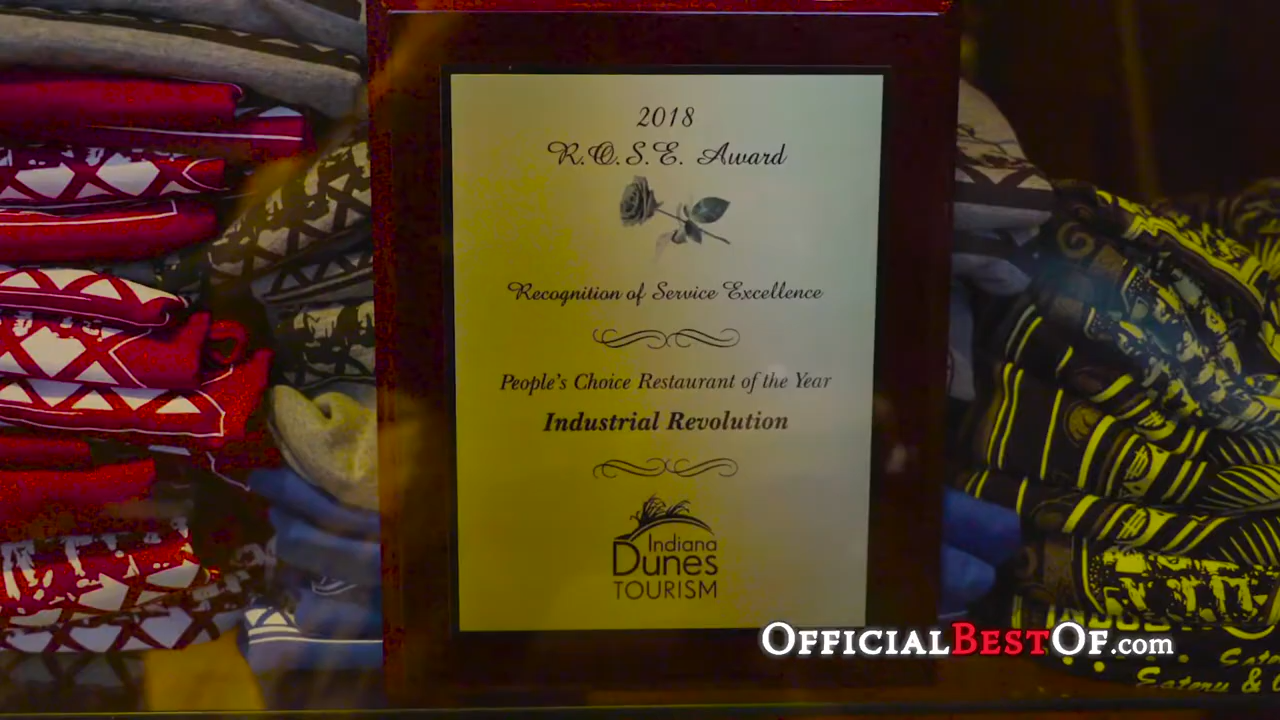 2018
R.O.S.E. Award
Recognition of Service Excellence
People's Choice Restaurant of the Year
Industrial Revolution
Indiana
Dunes
TOURISM
OFFICIALBESTOF.com
Eatery &